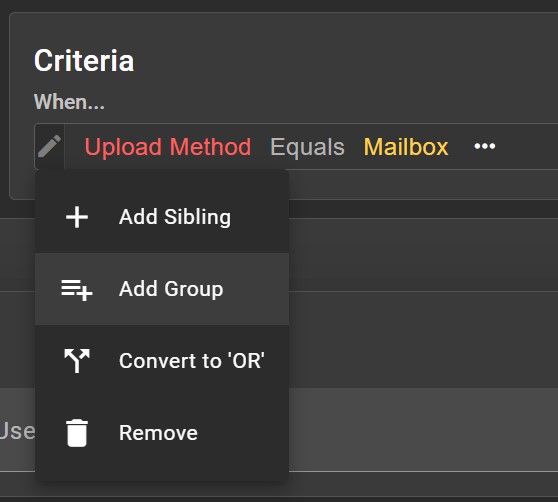 Criteria
When...
Upload Method Equals Mailbox •••
Add Sibling
Add Group
Convert to 'OR'
Use
Remove